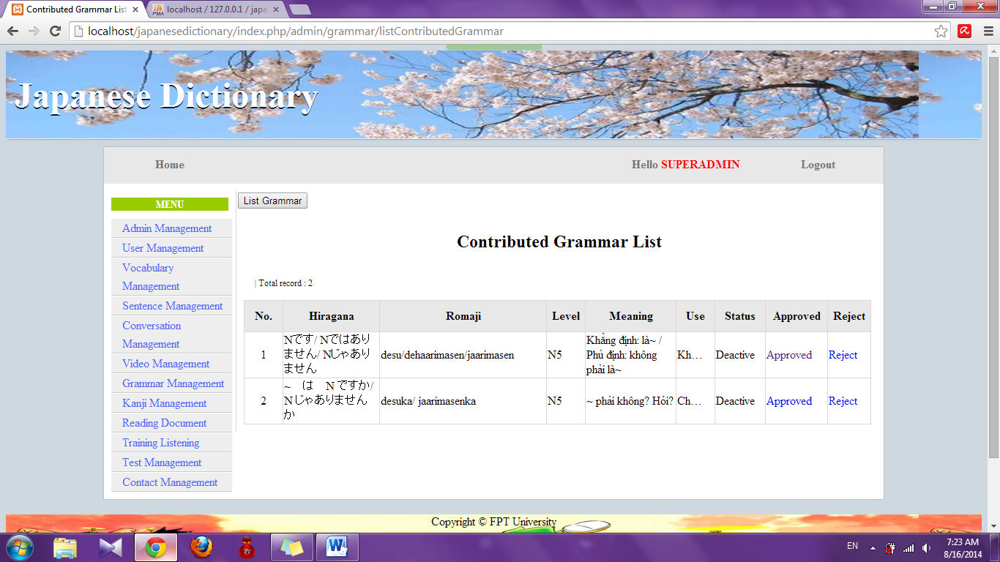 Contributed Grammar List
localhost / 127.0.0.1 / japa
localhost/japanesedictionary/index.php/admin/grammar/listContributedGrammar
Japanese Dictionary
Home
Hello SUPERADMIN
Logout
MENU
Admin Management
User Management
Vocabulary
Management
Sentence Management
Conversation
Management
Video Management
Grammar Management
Kanji Management
Reading Document
Training Listening
Test Management
Contact Management
List Grammar
Contributed Grammar List
| Total record : 2
No. Hiragana Romaji Level Meaning Use Status Approved Reject
1
Nです/ Nではあり
ません/ Nじゃあり
ません
desu/dehaarimasen/jaarimasen
N5
Khẳng định: là~ /
Phủ định: không
phải là~
Kh...
Deactive
Approved
Reject
2
~ は N ですか/
Nじゃありません
か
desuka/ jaarimasenka
N5
~ phải không? Hỏi?
Ch...
Deactive
Approved
Reject
Copyright © FPT University
EN
7:23 AM
8/16/2014